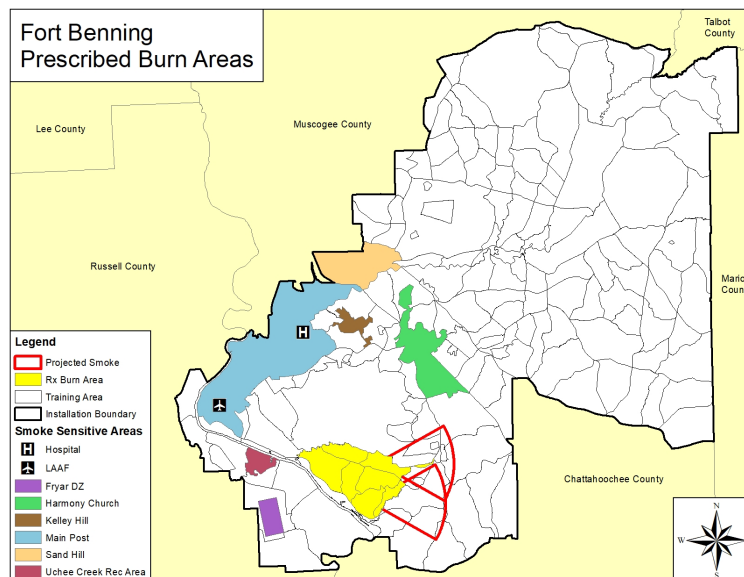 Fort Benning
Prescribed Burn Areas
Talbot
County
Lee County
Muscogee County
Russell County
Chattahoochee County
Legend
Projected Smoke
Rx Burn Area
Training Area
Installation Boundary
Smoke Sensitive Areas
H Hospital
LAAF
Fryar DZ
Harmony Church
Kelley Hill
Main Post
Sand Hill
Uchee Creek Rec Area
H
N
W
E
S